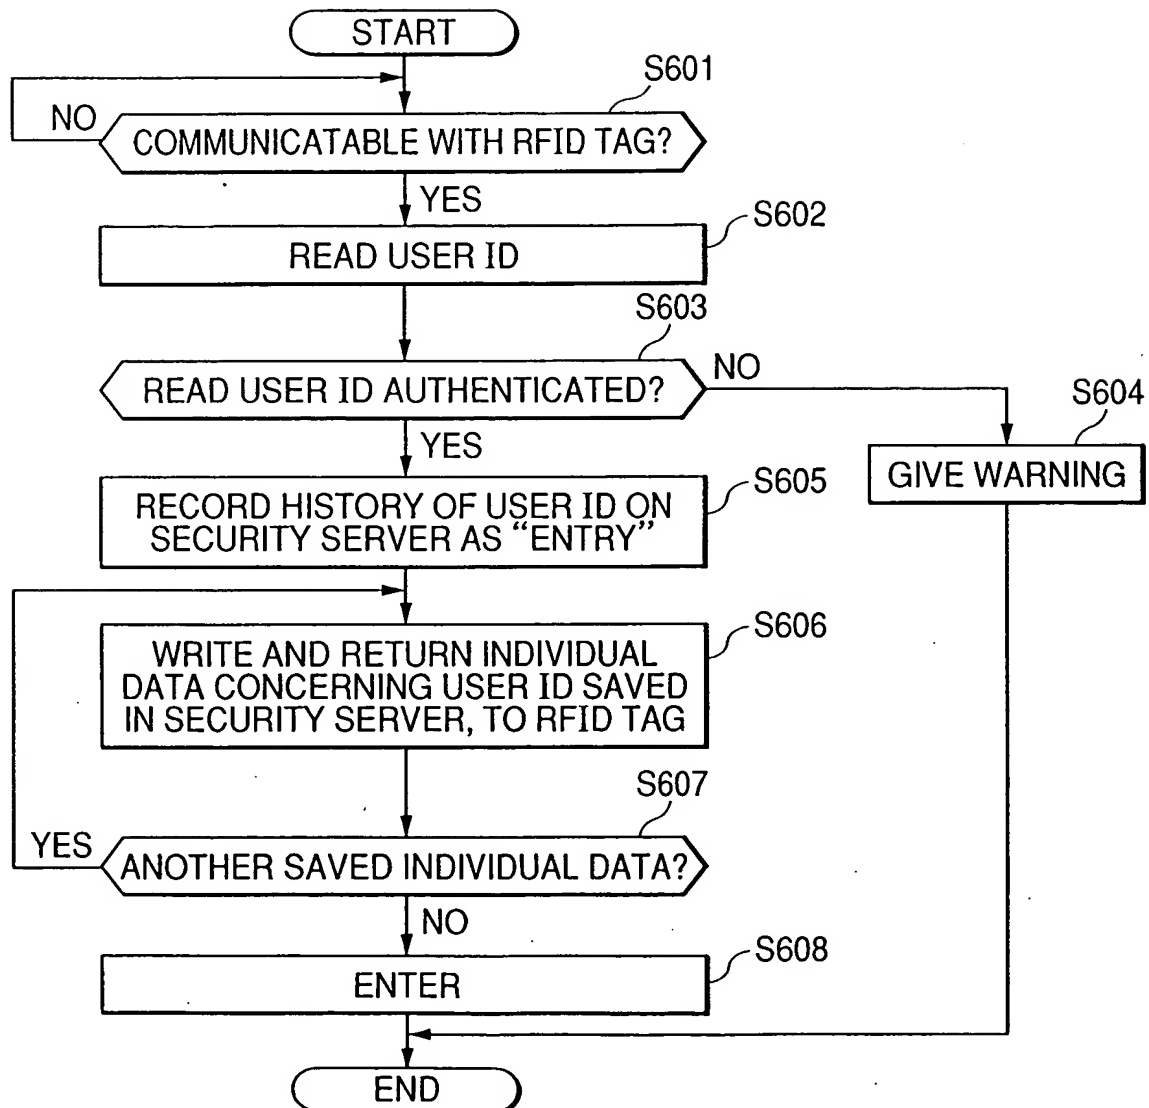 START
S601
NO
COMMUNICATABLE WITH RFID TAG?
YES
S602
READ USER ID
S603
READ USER ID AUTHENTICATED?
NO
S604
YES
GIVE WARNING
S605
RECORD HISTORY OF USER ID ON
SECURITY SERVER AS “ENTRY”
S606
WRITE AND RETURN INDIVIDUAL
DATA CONCERNING USER ID SAVED
IN SECURITY SERVER, TO RFID TAG
S607
YES
ANOTHER SAVED INDIVIDUAL DATA?
NO
S608
ENTER
END